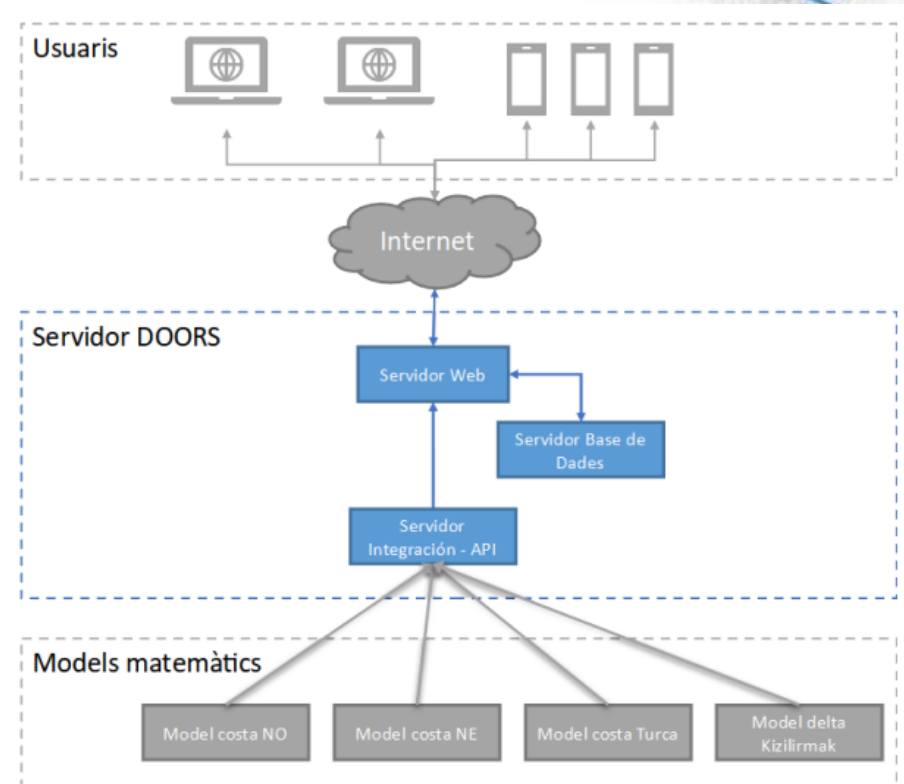 Usuaris
Internet
Servidor DOORS
Servidor Web
Servidor Base de
Dades
Servidor
Integración - API
Models matemàtics
Model costa NO
Model costa NE
Model costa Turca
Model delta
Kizilirmak